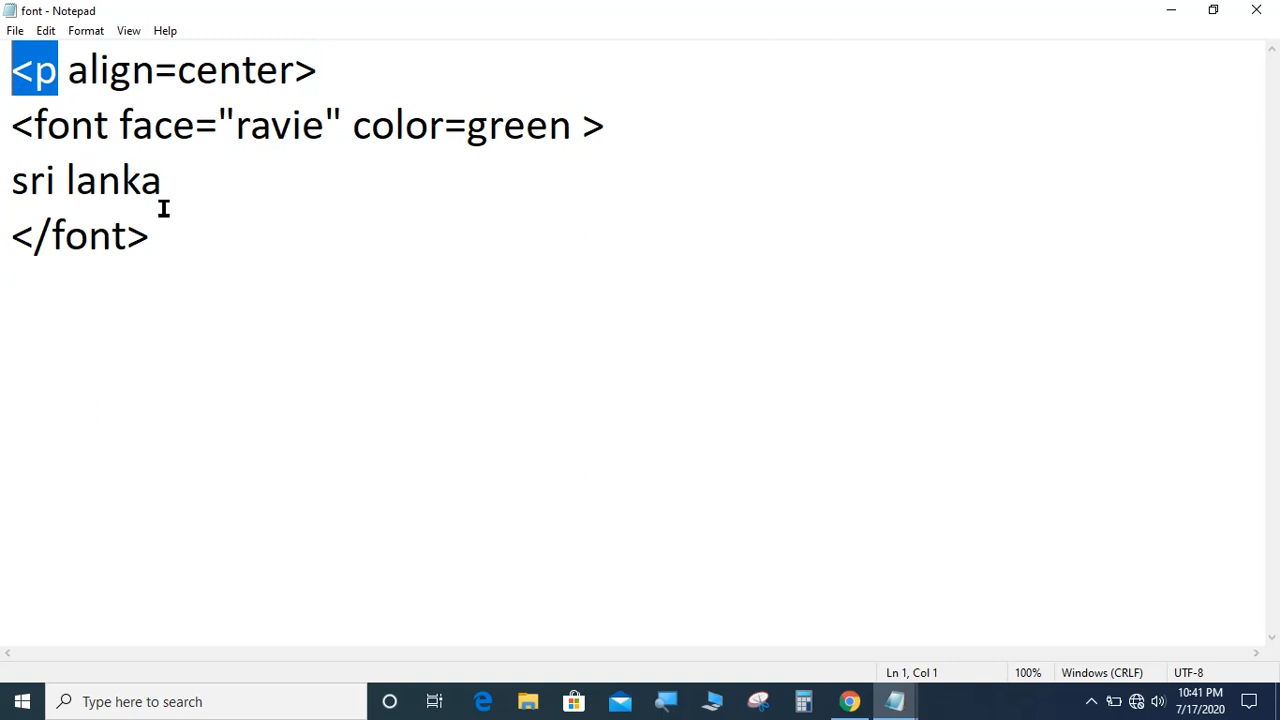 font - Notepad
File Edit Format View Help
<p align=center>
<font face="ravie" color=green >
sri lanka
</font>
Ln 1, Col 1 100% Windows (CRLF) UTF-8
Type here to search
10:41 PM
7/17/2020